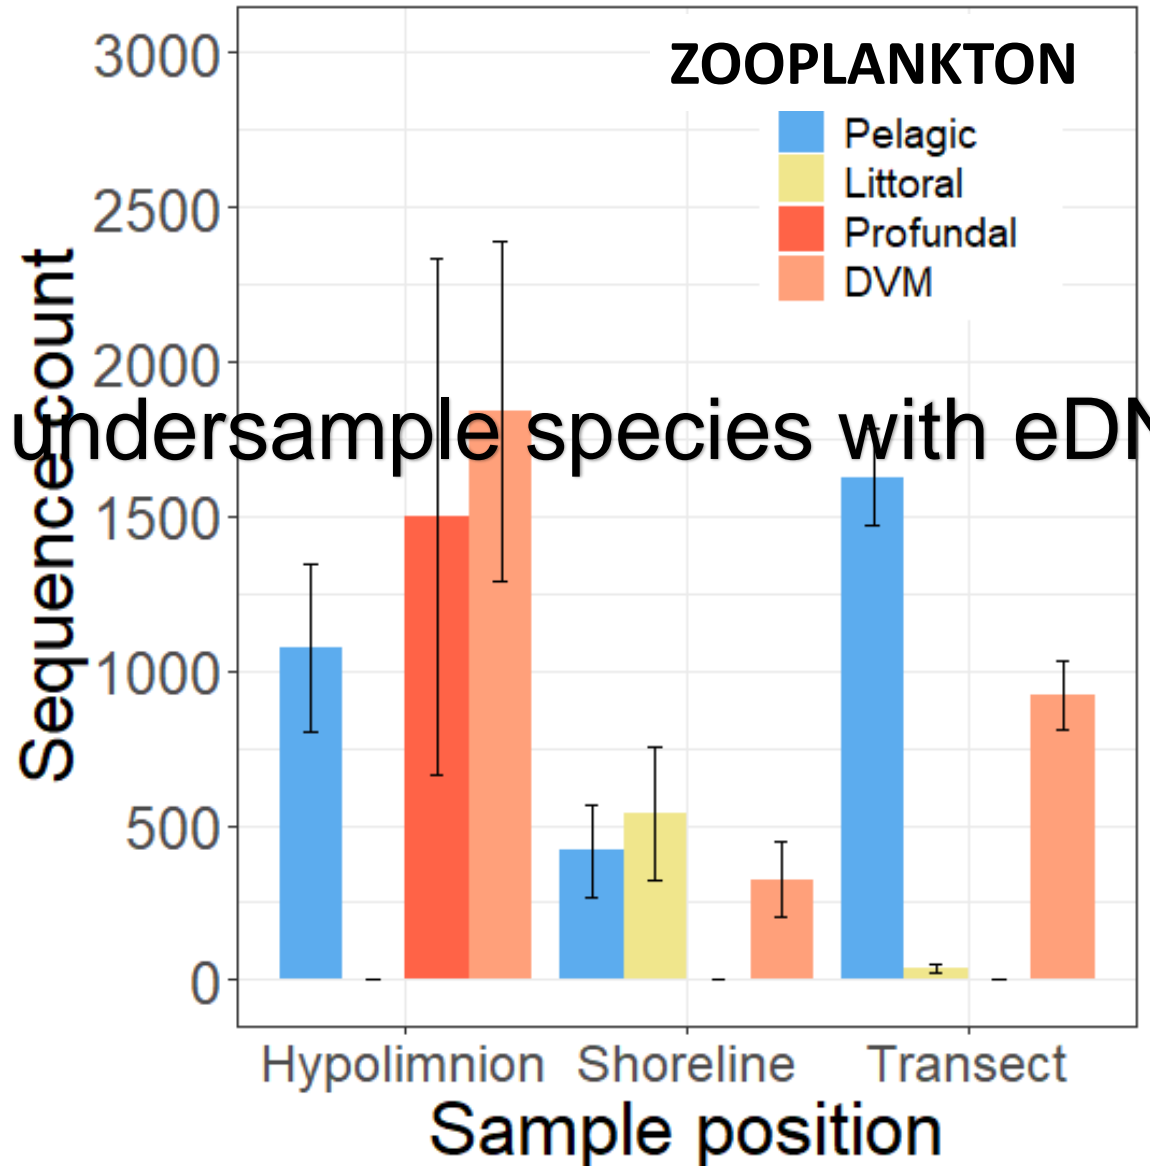 ZOOPLANKTON
Pelagic
Littoral
Profundal
DVM
3000
2500
2000
1500
1000
500
0
Sequence count
undersample species with eDN
Hypolimnion Shoreline Transect
Sample position